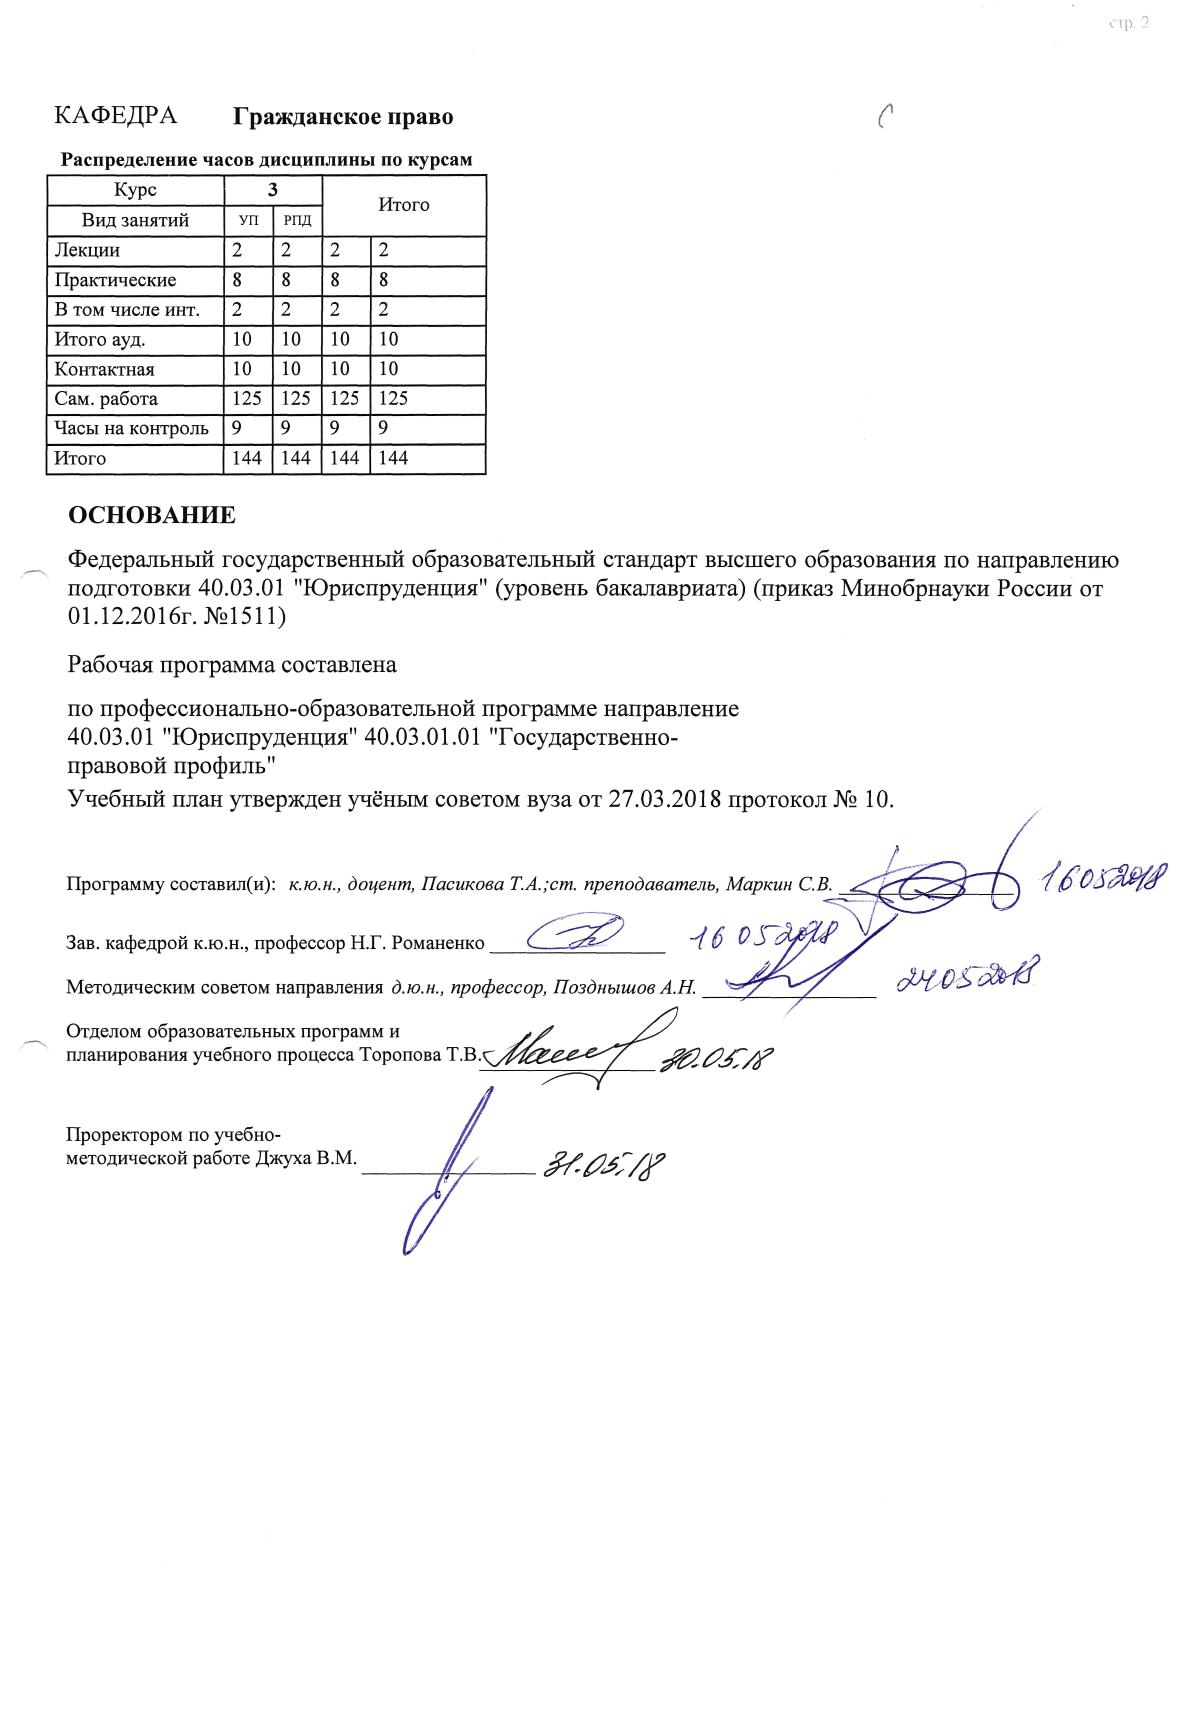 стр. 2
КАФЕДРА Гражданское право
Распределение часов дисциплины по курсам
Курс 3 Итого
Вид занятий УП РПД
Лекции 2 2 2 2
Практические 8 8 8 8
В том числе инт. 2 2 2 2
Итого ауд. 10 10 10 10
Контактная 10 10 10 10
Сам. работа 125 125 125 125
Часы на контроль 9 9 9 9
Итого 144 144 144 144
ОСНОВАНИЕ
Федеральный государственный образовательный стандарт высшего образования по направлению
подготовки 40.03.01 "Юриспруденция" (уровень бакалавриата) (приказ Минобрнауки России от
01.12.2016г. №1511)
Рабочая программа составлена
по профессионально-образовательной программе направление
40.03.01 "Юриспруденция" 40.03.01.01 "Государственно-
правовой профиль"
Учебный план утвержден учёным советом вуза от 27.03.2018 протокол № 10.
Программу составил(и): к.ю.н., доцент, Пасикова Т.А.;ст. преподаватель, Маркин С.В. 16052018
Зав. кафедрой к.ю.н., профессор Н.Г. Романенко 16 052018
Методическим советом направления д.ю.н., профессор, Позднышов А.Н. 24052018
Отделом образовательных программ и
планирования учебного процесса Торопова Т.В. 30.05.18
Проректором по учебно-
методической работе Джуха В.М. 31.05.18